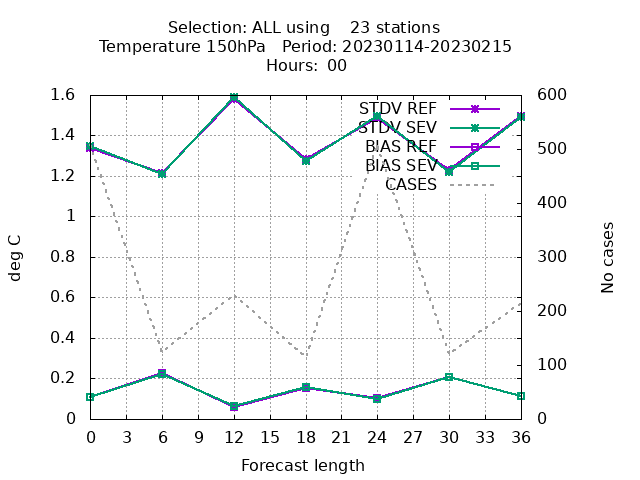 Selection: ALL using    23 stations
Temperature 150hPa   Period: 20230114-20230215
Hours: 00
1.6
1.4
1.2
1
0.8
0.6
0.4
0.2
0
deg C
600
500
400
300
200
100
0
No cases
STDV REF
STDV SEV
BIAS REF
BIAS SEV
CASES
0 3 6 9 12 15 18 21 24 27 30 33 36
Forecast length